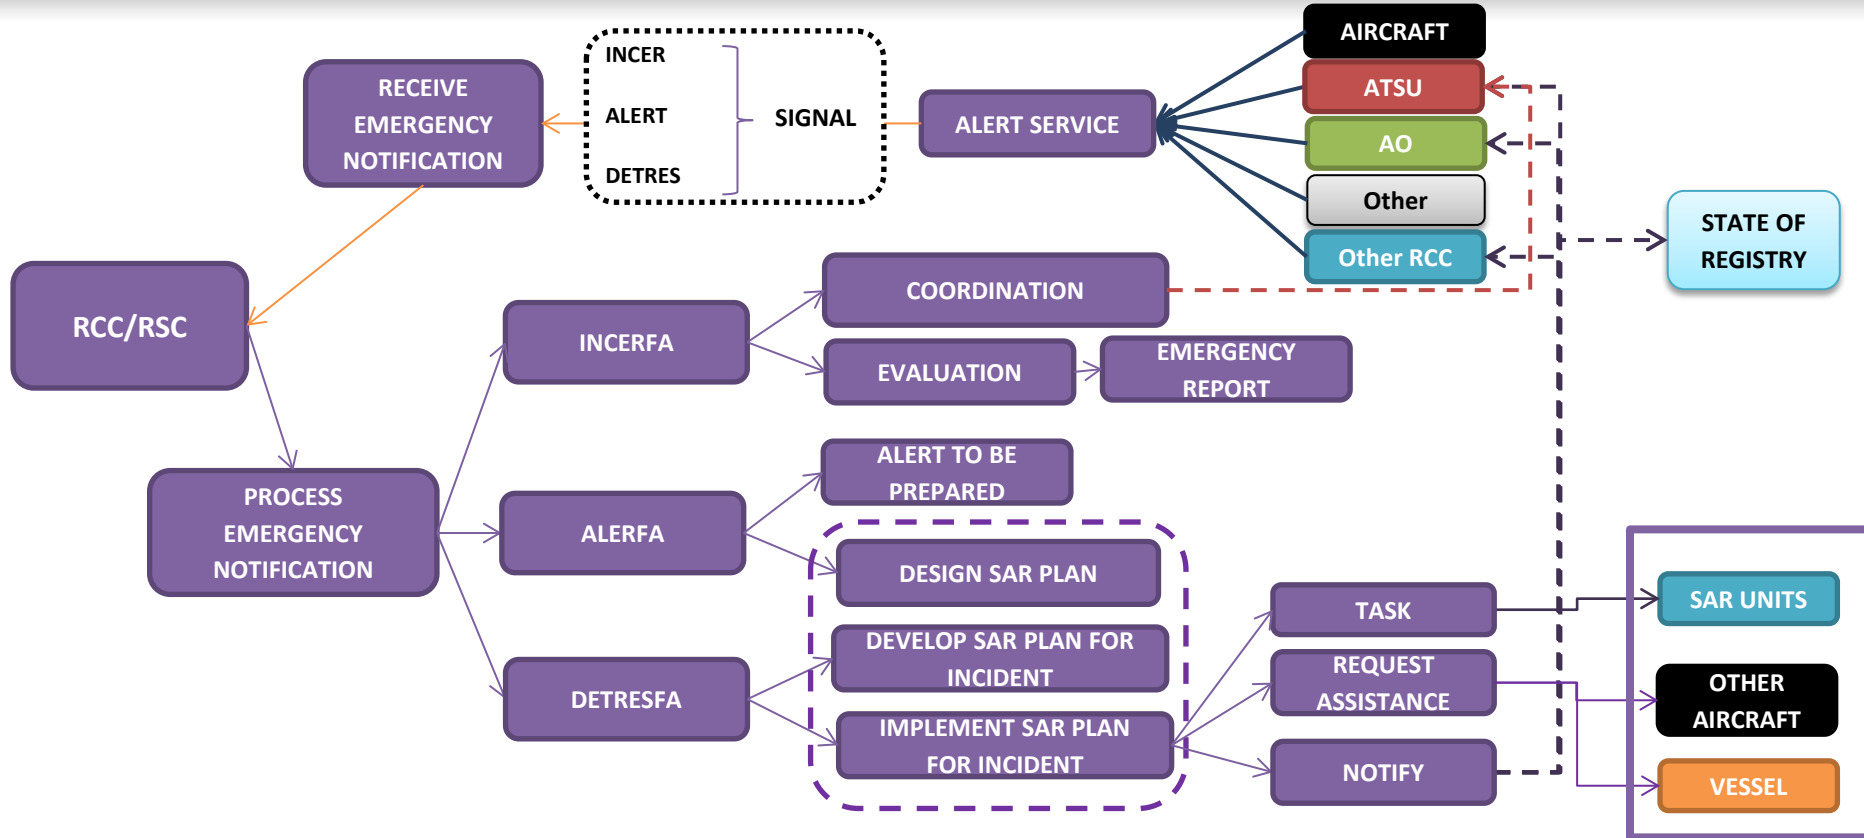 AIRCRAFT
INCER
RECEIVE
EMERGENCY
NOTIFICATION
ALERT
SIGNAL
DETRES
ALERT SERVICE
ATSU
AO
Other
Other RCC
STATE OF
REGISTRY
RCC/RSC
COORDINATION
INCERFA
EVALUATION
EMERGENCY
REPORT
PROCESS
EMERGENCY
NOTIFICATION
ALERT TO BE
PREPARED
ALERFA
DESIGN SAR PLAN
DEVELOP SAR PLAN FOR
INCIDENT
DETRESFA
IMPLEMENT SAR PLAN
FOR INCIDENT
TASK
REQUEST
ASSISTANCE
NOTIFY
SAR UNITS
OTHER
AIRCRAFT
VESSEL